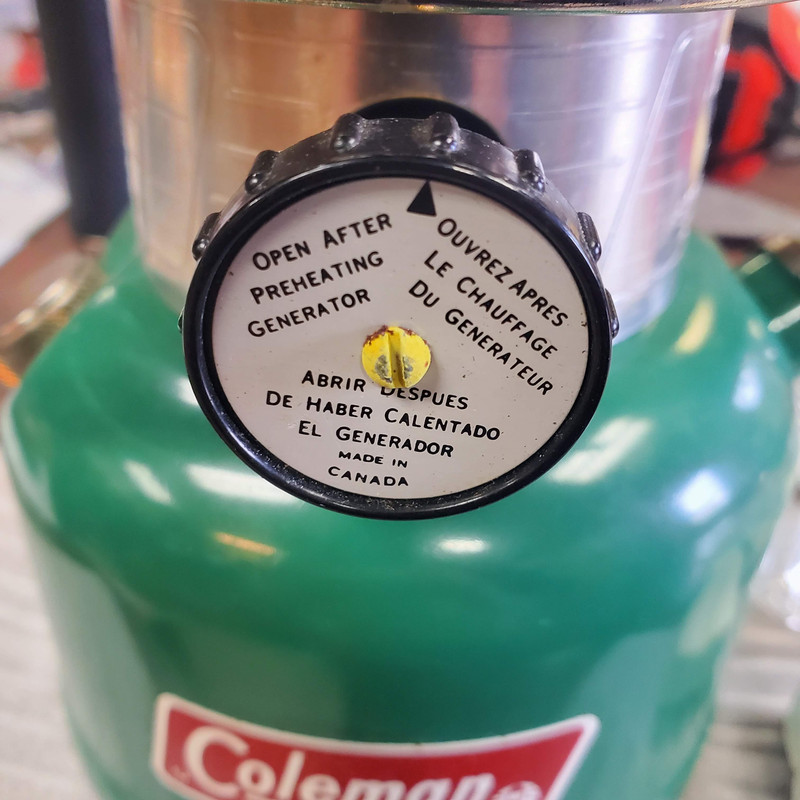 OPEN AFTER
PREHEATING
GENERATOR
OUVREZ APRES
LE CHAUFFAGE
DU GENERATEUR
ABRIR DESPUES
DE HABER CALENTADO
EL GENERADOR
MADE IN
CANADA
Coleman